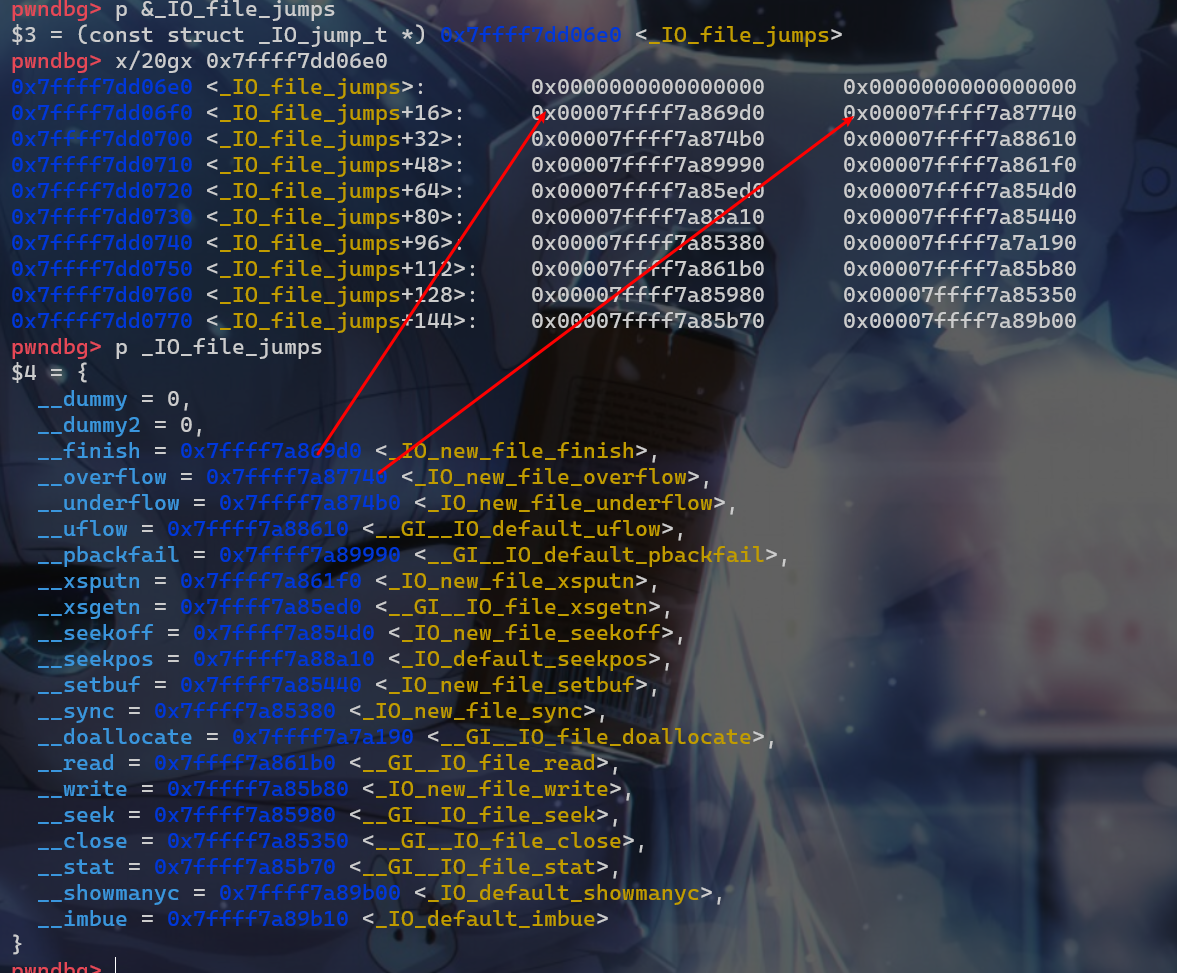 pwndbg> p &_IO_file_jumps
$3 = (const struct _IO_jump_t *) 0x7ffff7dd06e0 <_IO_file_jumps>
pwndbg> x/20gx 0x7ffff7dd06e0
0x7ffff7dd06e0 <_IO_file_jumps>: 0x0000000000000000 0x0000000000000000
0x7ffff7dd06f0 <_IO_file_jumps+16>: 0x00007ffff7a869d0 0x00007ffff7a87740
0x7ffff7dd0700 <_IO_file_jumps+32>: 0x00007ffff7a874b0 0x00007ffff7a88610
0x7ffff7dd0710 <_IO_file_jumps+48>: 0x00007ffff7a89990 0x00007ffff7a861f0
0x7ffff7dd0720 <_IO_file_jumps+64>: 0x00007ffff7a85ed0 0x00007ffff7a854d0
0x7ffff7dd0730 <_IO_file_jumps+80>: 0x00007ffff7a88a10 0x00007ffff7a85440
0x7ffff7dd0740 <_IO_file_jumps+96>: 0x00007ffff7a85380 0x00007ffff7a7a190
0x7ffff7dd0750 <_IO_file_jumps+112>: 0x00007ffff7a861b0 0x00007ffff7a85b80
0x7ffff7dd0760 <_IO_file_jumps+128>: 0x00007ffff7a85980 0x00007ffff7a85350
0x7ffff7dd0770 <_IO_file_jumps+144>: 0x00007ffff7a85b70 0x00007ffff7a89b00
pwndbg> p _IO_file_jumps
$4 = {
__dummy = 0,
__dummy2 = 0,
__finish = 0x7ffff7a869d0 <_IO_new_file_finish>,
__overflow = 0x7ffff7a87740 <_IO_new_file_overflow>,
__underflow = 0x7ffff7a874b0 <_IO_new_file_underflow>,
__uflow = 0x7ffff7a88610 <__GI__IO_default_uflow>,
__pbackfail = 0x7ffff7a89990 <__GI__IO_default_pbackfail>,
__xsputn = 0x7ffff7a861f0 <_IO_new_file_xsputn>,
__xsgetn = 0x7ffff7a85ed0 <__GI__IO_file_xsgetn>,
__seekoff = 0x7ffff7a854d0 <_IO_new_file_seekoff>,
__seekpos = 0x7ffff7a88a10 <_IO_default_seekpos>,
__setbuf = 0x7ffff7a85440 <_IO_new_file_setbuf>,
__sync = 0x7ffff7a85380 <_IO_new_file_sync>,
__doallocate = 0x7ffff7a7a190 <__GI__IO_file_doallocate>,
__read = 0x7ffff7a861b0 <__GI__IO_file_read>,
__write = 0x7ffff7a85b80 <_IO_new_file_write>,
__seek = 0x7ffff7a85980 <__GI__IO_file_seek>,
__close = 0x7ffff7a85350 <__GI__IO_file_close>,
__stat = 0x7ffff7a85b70 <__GI__IO_file_stat>,
__showmanyc = 0x7ffff7a89b00 <_IO_default_showmanyc>,
__imbue = 0x7ffff7a89b10 <_IO_default_imbue>
}
pwndbg>